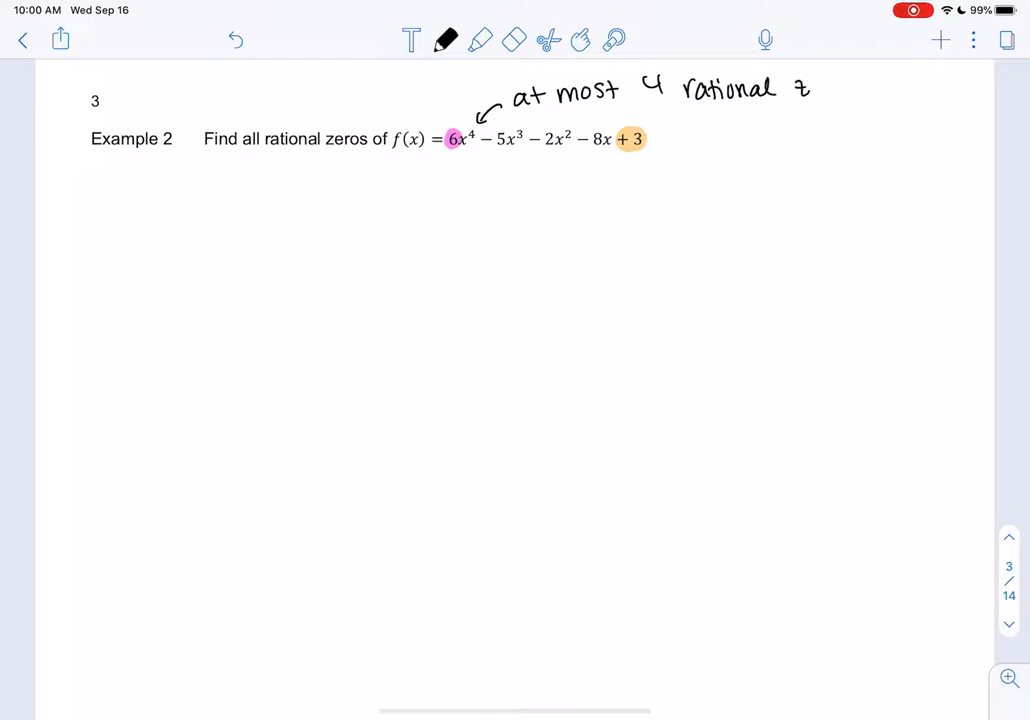 10:00 AM Wed Sep 16
99%
at most 4 rational z
3
Example 2 Find all rational zeros of f(x) = 6x⁴ − 5x³ − 2x² − 8x + 3
3
/
14